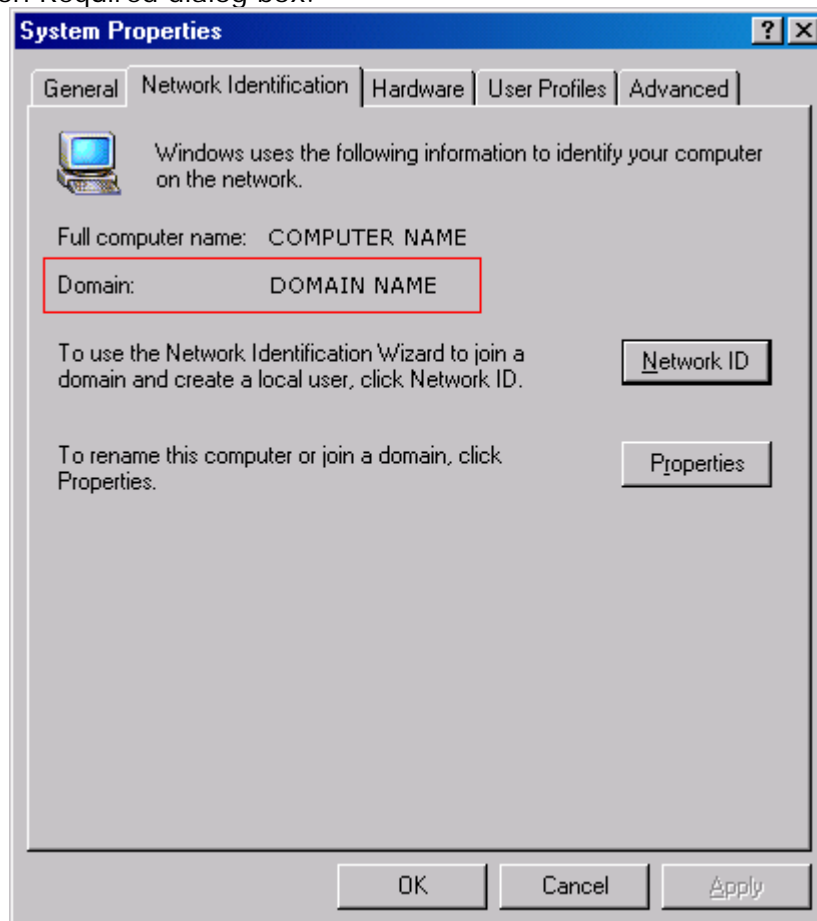 Required dialog box.
System Properties
General Network Identification Hardware User Profiles Advanced
Windows uses the following information to identify your computer
on the network.
Full computer name: COMPUTER NAME
Domain: DOMAIN NAME
To use the Network Identification Wizard to join a
domain and create a local user, click Network ID.
Network ID
To rename this computer or join a domain, click
Properties.
Properties
OK Cancel Apply